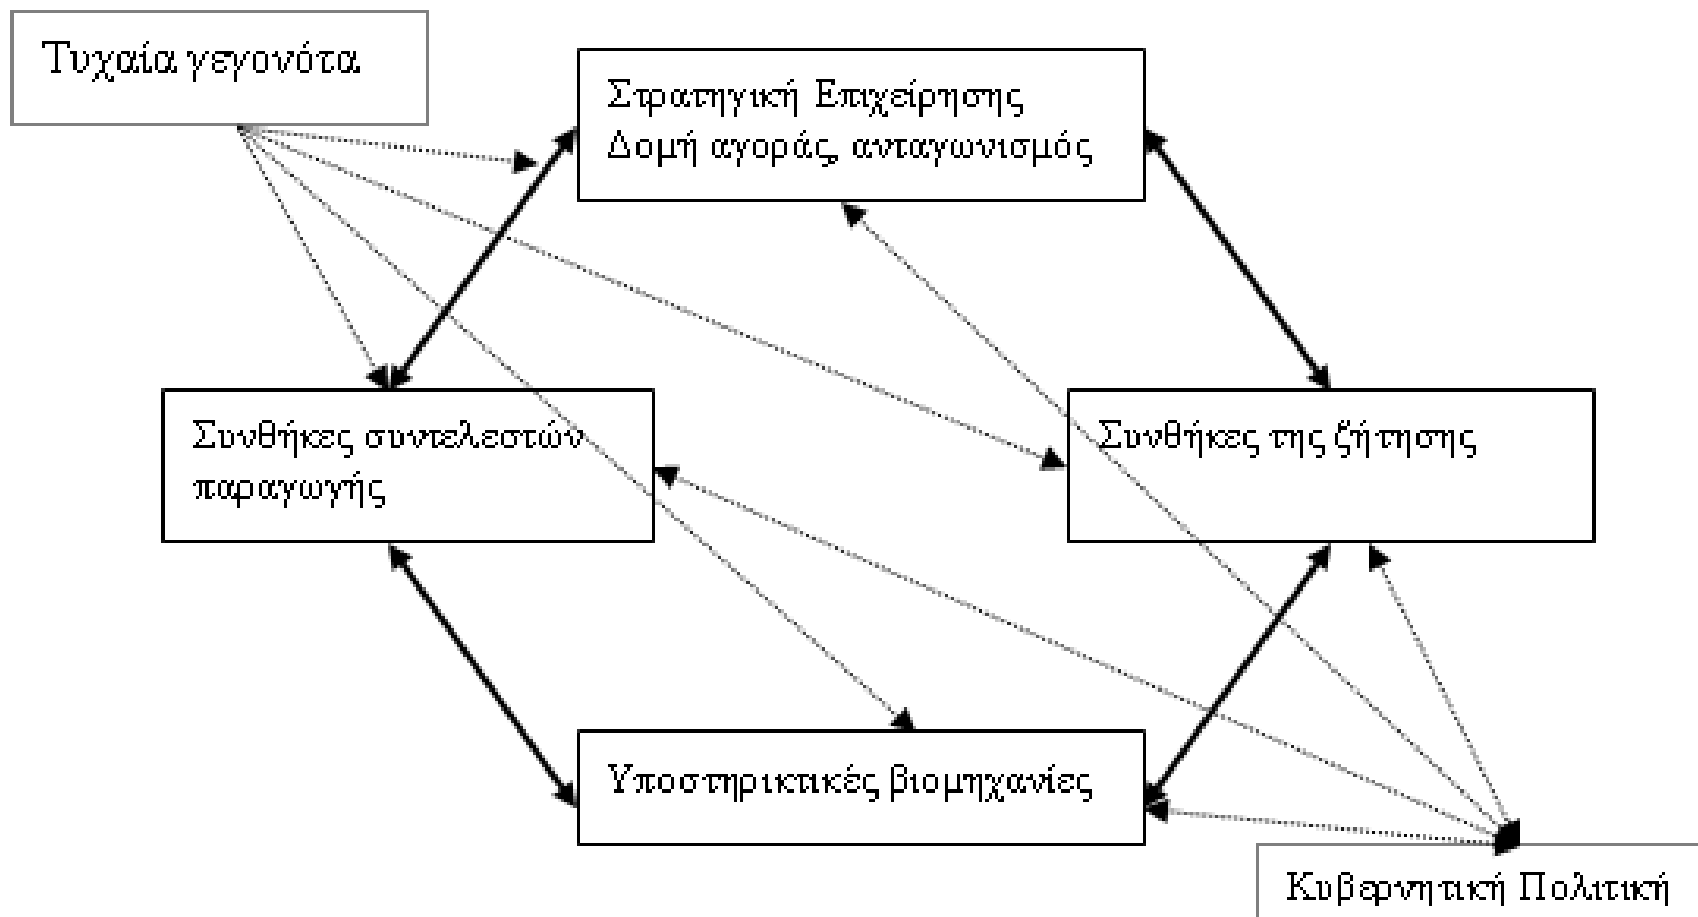 Τυχαία γεγονότα
Στρατηγική Επιχείρησης
Δομή αγοράς, ανταγωνισμός
Συνθήκες συντελεστών
παραγωγής
Συνθήκες της ζήτησης
Υποστηρικτικές βιομηχανίες
Κυβερνητική Πολιτική